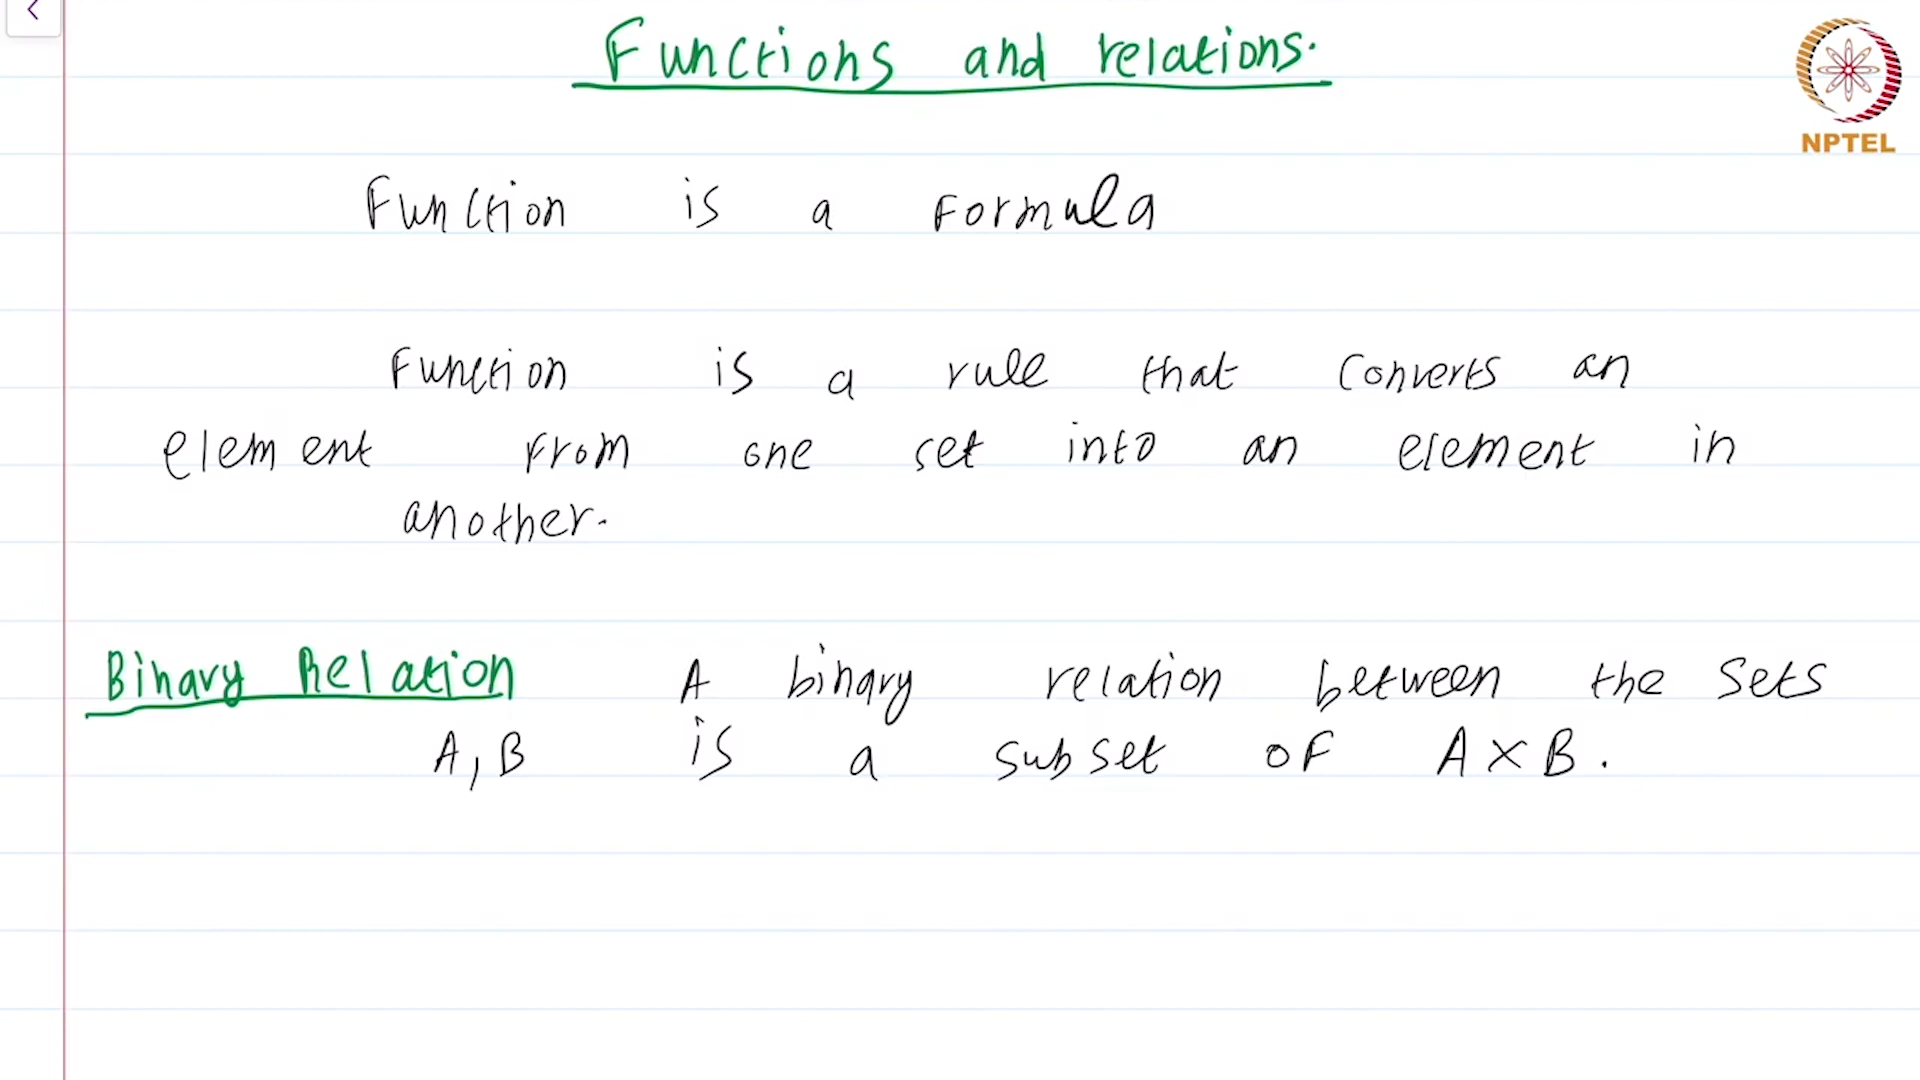 Functions and relations.
NPTEL
Function is a formula
Function is a rule that converts an
element from one set into an element in
another.
Binary Relation A binary relation between the sets
A, B is a subset of A × B.